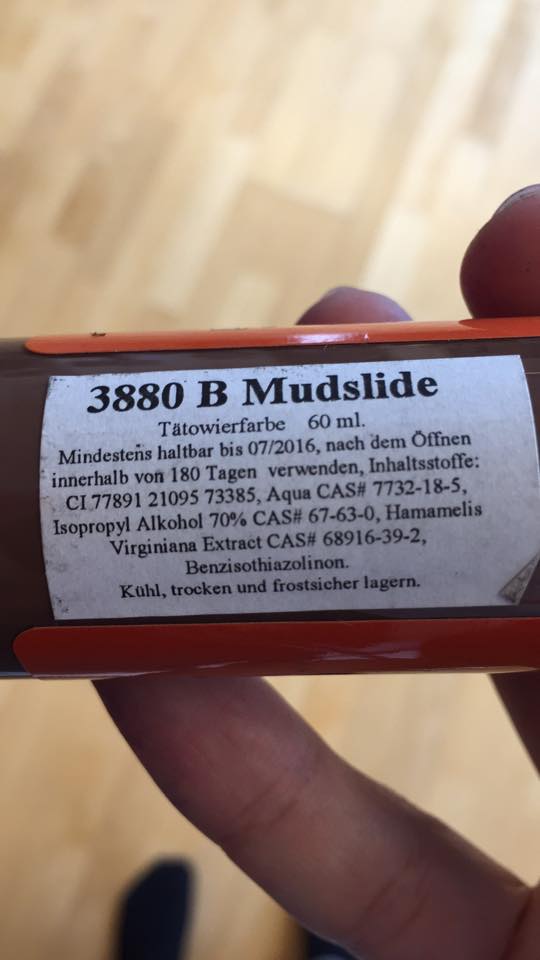 3880 B Mudslide
Tätowierfarbe 60 ml.
Mindestens haltbar bis 07/2016, nach dem Öffnen
innerhalb von 180 Tagen verwenden, Inhaltsstoffe:
CI 77891 21095 73385, Aqua CAS# 7732-18-5,
Isopropyl Alkohol 70% CAS# 67-63-0, Hamamelis
Virginiana Extract CAS# 68916-39-2,
Benzisothiazolinon.
Kühl, trocken und frostsicher lagern.